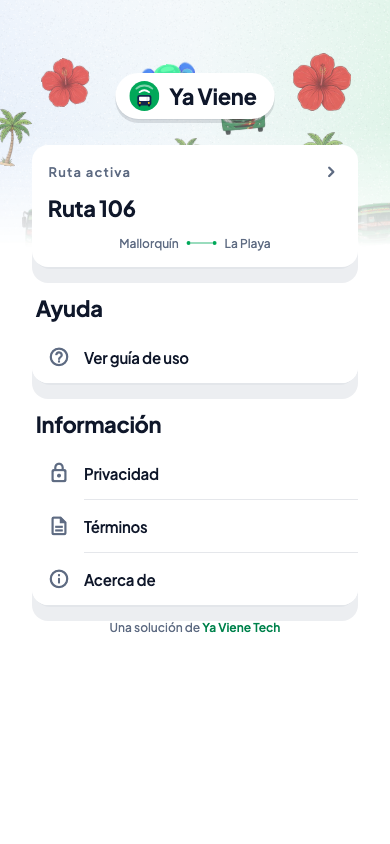 Ya Viene
Ruta activa
Ruta 106
Mallorquín La Playa
Ayuda
Ver guía de uso
Información
Privacidad
Términos
Acerca de
Una solución de Ya Viene Tech